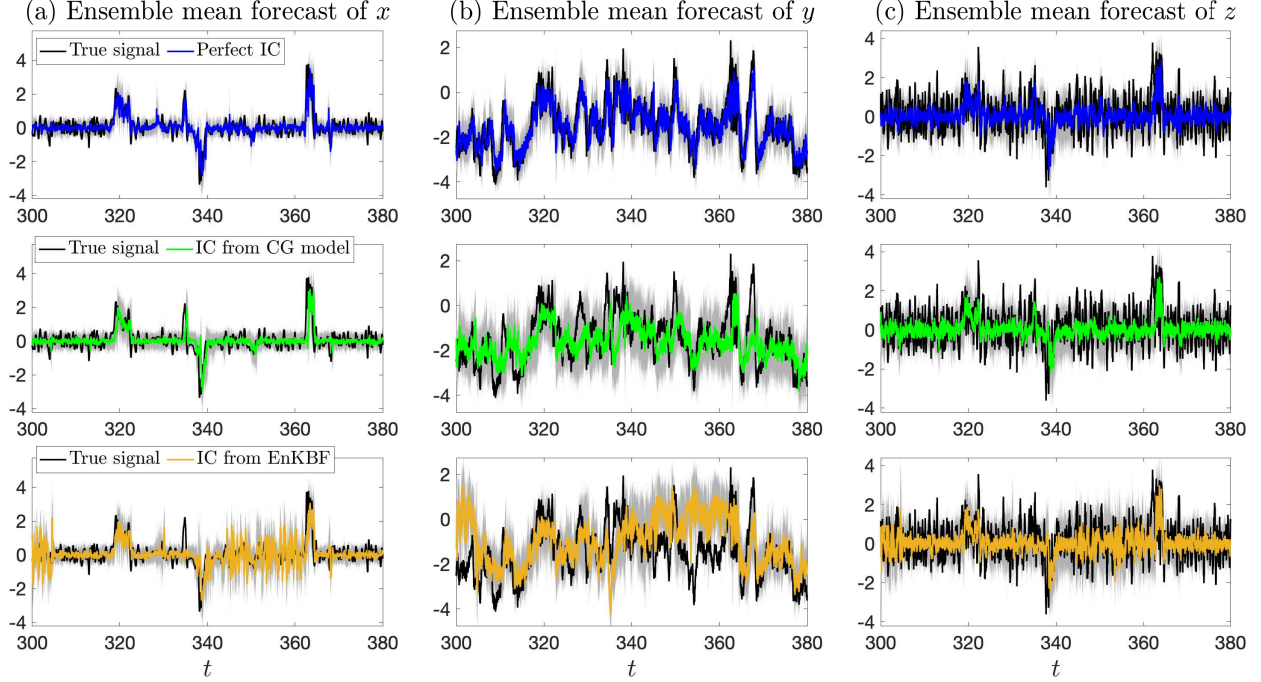 (a) Ensemble mean forecast of x
(b) Ensemble mean forecast of y
(c) Ensemble mean forecast of z
True signal Perfect IC
4
2
0
-2
-4
300 320 340 360 380
2
0
-2
-4
300 320 340 360 380
4
2
0
-2
-4
300 320 340 360 380
True signal IC from CG model
4
2
0
-2
-4
300 320 340 360 380
2
0
-2
-4
300 320 340 360 380
4
2
0
-2
-4
300 320 340 360 380
True signal IC from EnKBF
4
2
0
-2
-4
300 320 340 360 380
t
2
0
-2
-4
300 320 340 360 380
t
4
2
0
-2
-4
300 320 340 360 380
t